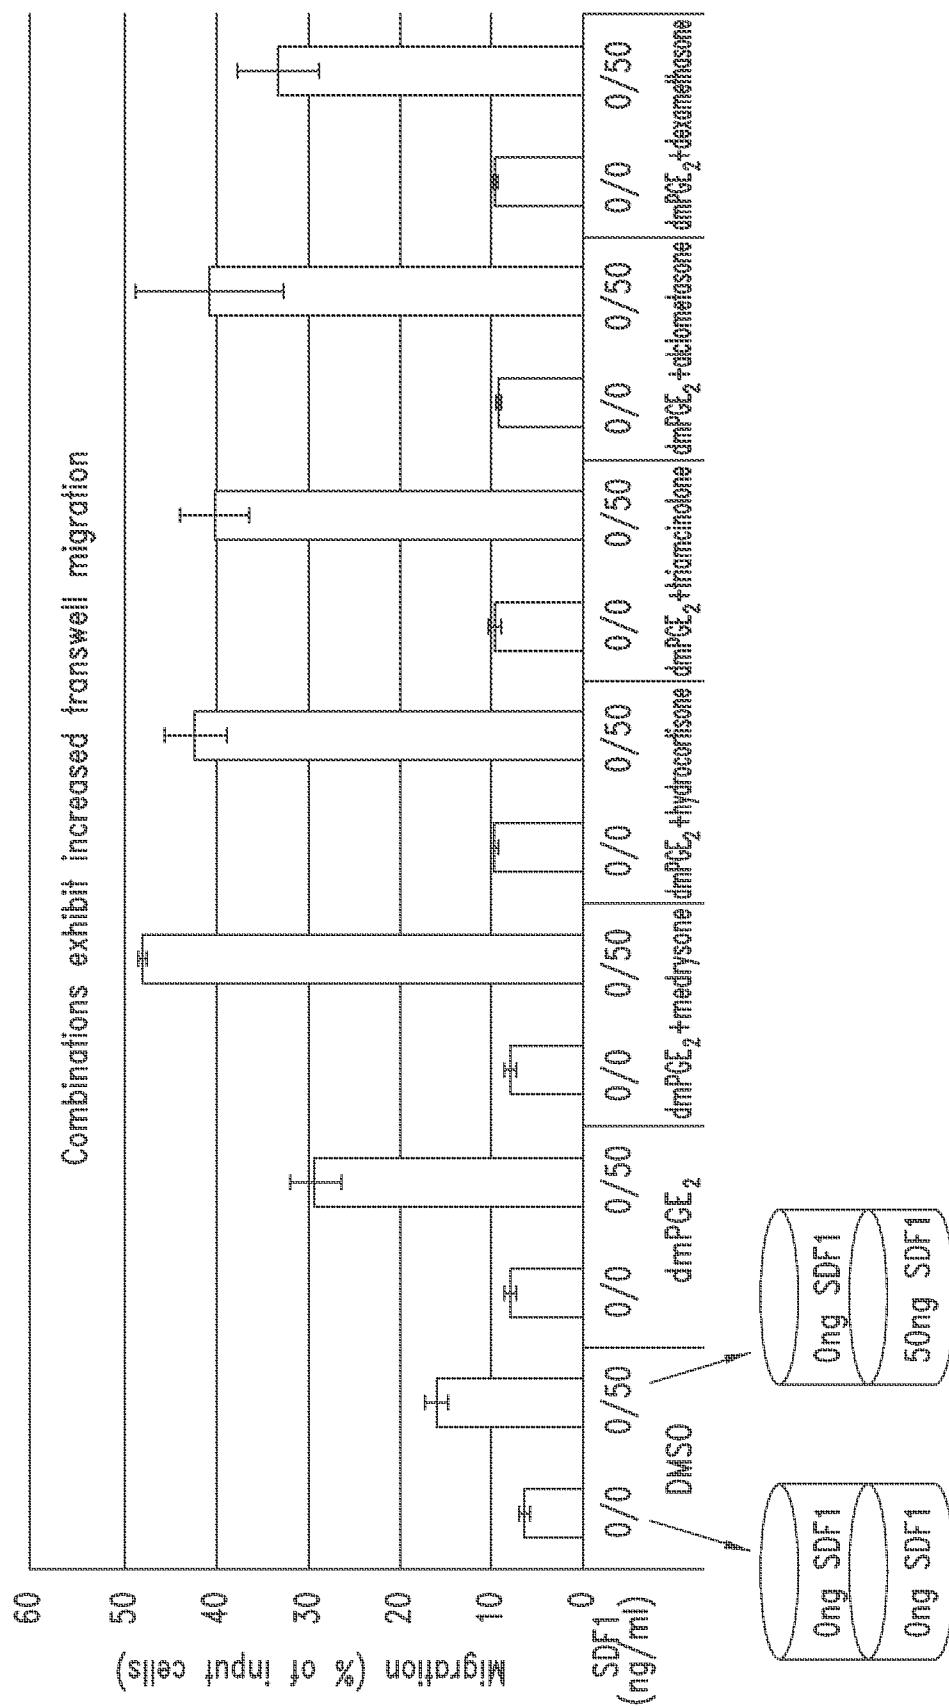 Combinations exhibit increased transwell migration
Migration (% of input cells)
60
50
40
30
20
10
0
SDF1
(ng/ml)
0/0 0/50 0/0 0/50 0/0 0/50 0/0 0/50 0/0 0/50 0/0 0/50 0/0 0/50
DMSO dmPGE2 dmPGE2+medrysone dmPGE2+hydrocortisone dmPGE2+triamcinolone dmPGE2+alclometasone dmPGE2+dexamethasone
0ng SDF1
0ng SDF1
0ng SDF1
50ng SDF1